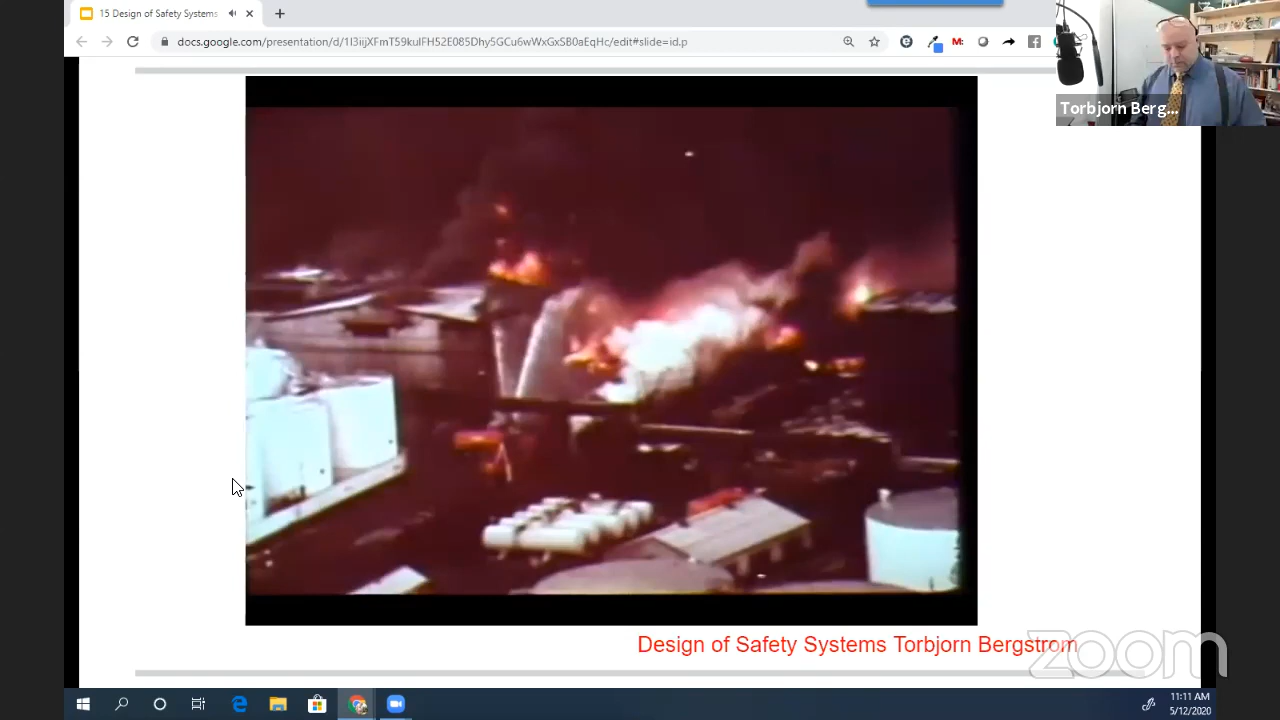 15 Design of Safety Systems
docs.google.com/presentation/d/1I3ijXFmT59kuIFH52E085Dhy5GCu6wWxGxSB0aEqHc/edit#slide=id.p
M:
Torbjorn Berg...
Design of Safety Systems Torbjorn Bergstrom
zoom
11:11 AM
5/12/2020